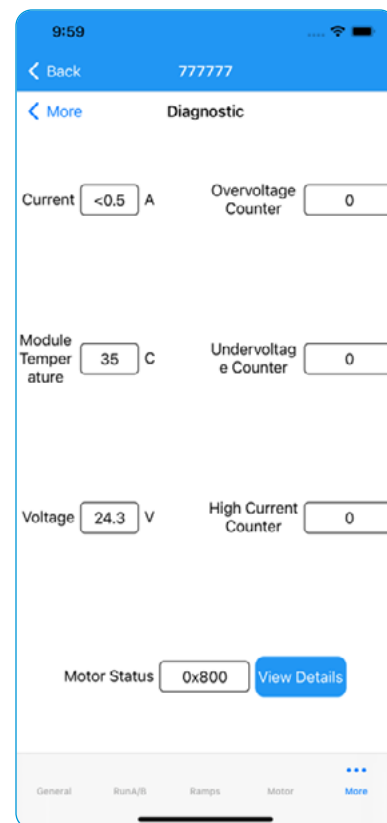 9:59
Back 777777
More Diagnostic
Current <0.5 A
Overvoltage
Counter 0
Module
Temper
ature 35 C
Undervoltag
e Counter 0
Voltage 24.3 V
High Current
Counter 0
Motor Status 0x800 View Details
General RunA/B Ramps Motor More